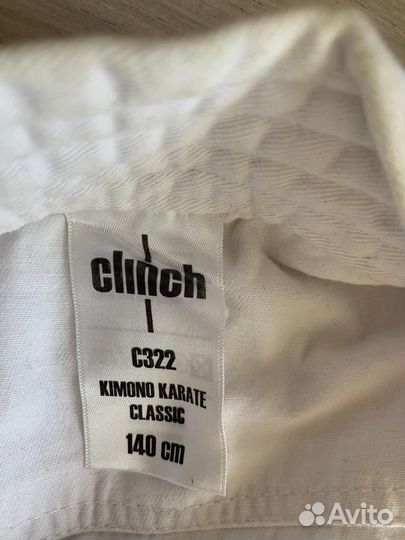 clinch
C322
KIMONO KARATE
CLASSIC
140 cm
Avito